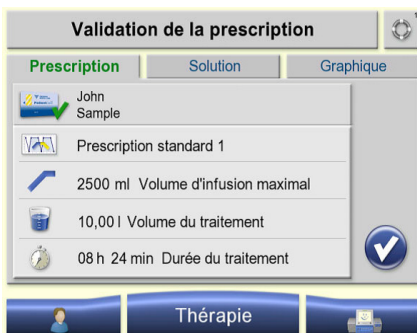 Validation de la prescription
Prescription
Solution
Graphique
John
Sample
Prescription standard 1
2500 ml Volume d'infusion maximal
10,00 l Volume du traitement
08 h 24 min Durée du traitement
Thérapie